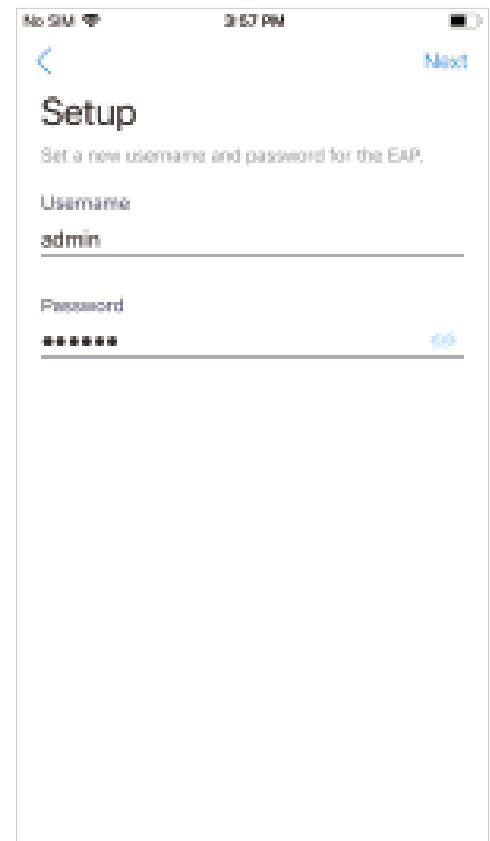 No SIM 3:57 PM
Next
Setup
Set a new username and password for the EAP.
Username
admin
Password
••••••